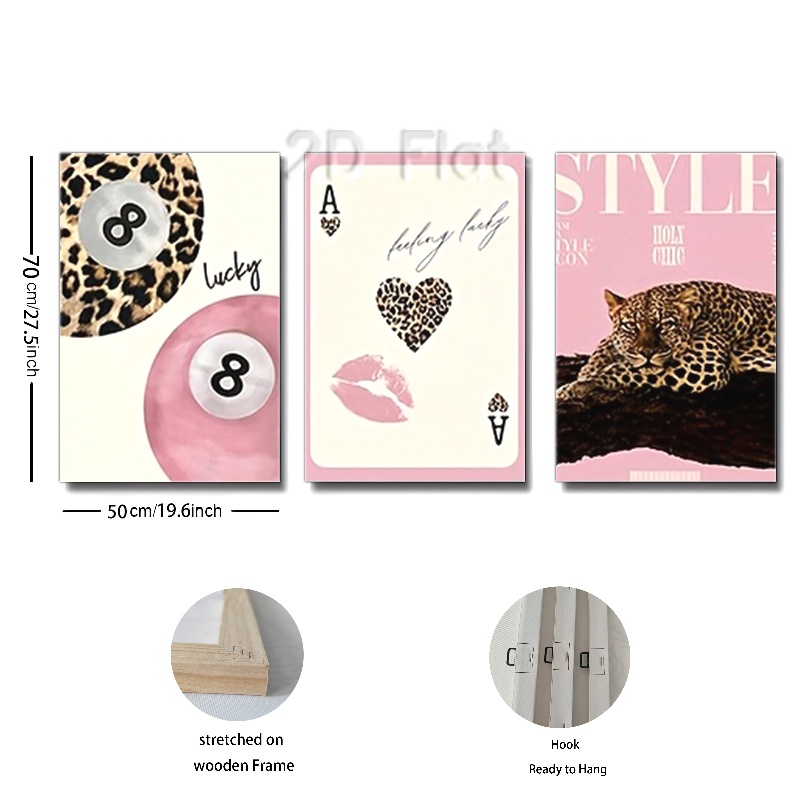 2D Flat
8
lucky
8
A
feeling lucky
A
STYLE
HOLY
CHIC
70cm/27.5inch
50cm/19.6inch
stretched on
wooden Frame
Hook
Ready to Hang